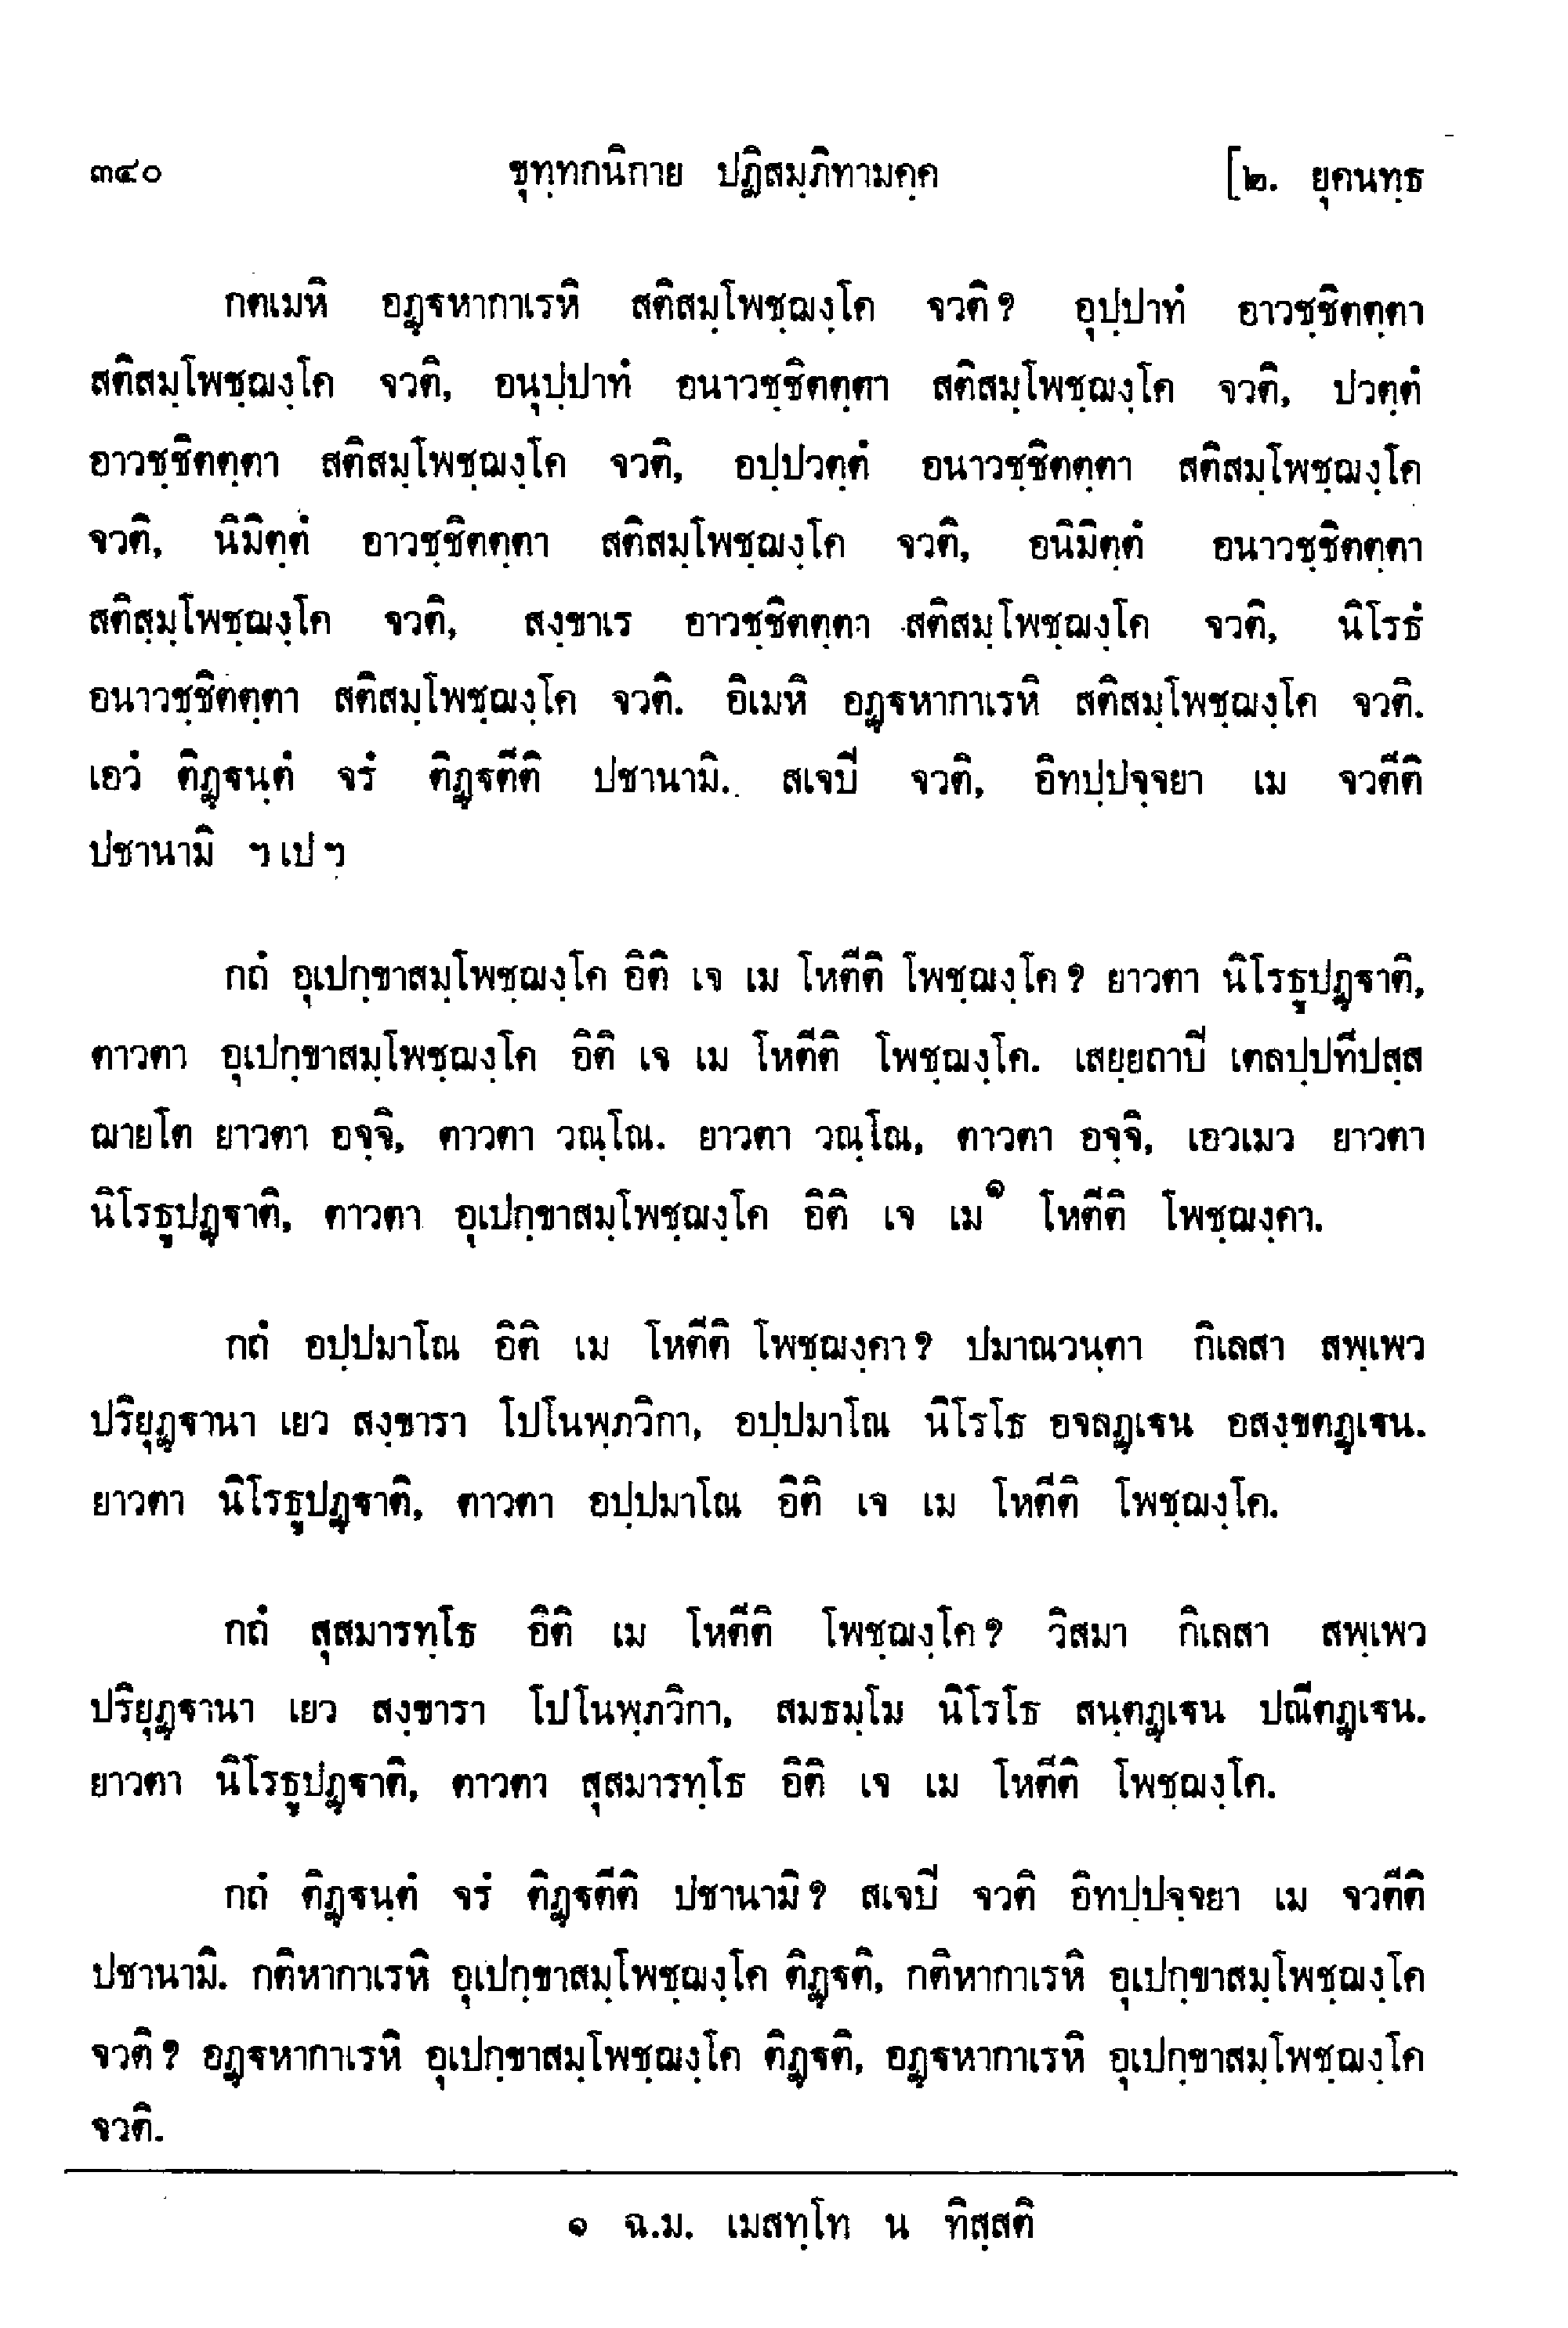 ๓๔๐ ขุทฺทกนิกาย ปฏิสมฺภิทามคฺค [๒. ยุคนทฺธ
กตเมหิ อฏฺฐหากาเรหิ สติสมฺโพชฺฌงฺโค จวติ? อุปฺปาทํ อาวชฺชิตตฺตา
สติสมฺโพชฺฌงฺโค จวติ, อนุปฺปาทํ อนาวชฺชิตตฺตา สติสมฺโพชฺฌงฺโค จวติ, ปวตฺตํ
อาวชฺชิตตฺตา สติสมฺโพชฺฌงฺโค จวติ, อปฺปวตฺตํ อนาวชฺชิตตฺตา สติสมฺโพชฺฌงฺโค
จวติ, นิมิตฺตํ อาวชฺชิตตฺตา สติสมฺโพชฺฌงฺโค จวติ, อนิมิตฺตํ อนาวชฺชิตตฺตา
สติสฺมฺโพชฺฌงฺโค จวติ, สงฺขาเร อาวชฺชิตตฺตา สติสมฺโพชฺฌงฺโค จวติ, นิโรธํ
อนาวชฺชิตตฺตา สติสมฺโพชฺฌงฺโค จวติ. อิเมหิ อฏฺฐหากาเรหิ สติสมฺโพชฺฌงฺโค จวติ.
เอวํ ติฏฺฐนฺตํ จรํ ติฏฺฐตีติ ปชานามิ. สเจปิ จวติ, อิทปฺปจฺจยา เม จวตีติ
ปชานามิ ฯ เป ฯ
กถํ อุเปกฺขาสมฺโพชฺฌงฺโค อิติ เจ เม โหตีติ โพชฺฌงฺโค? ยาวตา นิโรธูปฏฺฐาติ,
ตาวตา อุเปกฺขาสมฺโพชฺฌงฺโค อิติ เจ เม โหตีติ โพชฺฌงฺโค. เสยฺยถาปิ เตลปฺปทีปสฺส
ฌายโต ยาวตา อจฺจิ, ตาวตา วณฺโณ. ยาวตา วณฺโณ, ตาวตา อจฺจิ, เอวเมว ยาวตา
นิโรธูปฏฺฐาติ, ตาวตา อุเปกฺขาสมฺโพชฺฌงฺโค อิติ เจ เม๑ โหตีติ โพชฺฌงฺคา.
กถํ อปฺปมาโณ อิติ เม โหตีติ โพชฺฌงฺคา? ปมาณวนฺตา กิเลสา สพฺเพว
ปริยุฏฺฐานา เยว สงฺขารา โปโนพฺภวิกา, อปฺปมาโณ นิโรโธ อจลฏฺเฐน อสงฺขตฏฺเฐน.
ยาวตา นิโรธูปฏฺฐาติ, ตาวตา อปฺปมาโณ อิติ เจ เม โหตีติ โพชฺฌงฺโค.
กถํ สุสมารทฺโธ อิติ เม โหตีติ โพชฺฌงฺโค? วิสมา กิเลสา สพฺเพว
ปริยุฏฺฐานา เยว สงฺขารา โปโนพฺภวิกา, สมธมฺโม นิโรโธ สนฺตฏฺเฐน ปณีตฏฺเฐน.
ยาวตา นิโรธูปฏฺฐาติ, ตาวตา สุสมารทฺโธ อิติ เจ เม โหตีติ โพชฺฌงฺโค.
กถํ ติฏฺฐนฺตํ จรํ ติฏฺฐตีติ ปชานามิ? สเจปิ จวติ อิทปฺปจฺจยา เม จวตีติ
ปชานามิ. กติหากาเรหิ อุเปกฺขาสมฺโพชฺฌงฺโค ติฏฺฐติ, กติหากาเรหิ อุเปกฺขาสมฺโพชฺฌงฺโค
จวติ? อฏฺฐหากาเรหิ อุเปกฺขาสมฺโพชฺฌงฺโค ติฏฺฐติ, อฏฺฐหากาเรหิ อุเปกฺขาสมฺโพชฺฌงฺโค
จวติ.
๑ ฉ.ม. เมสทฺโท น ทิสฺสติ